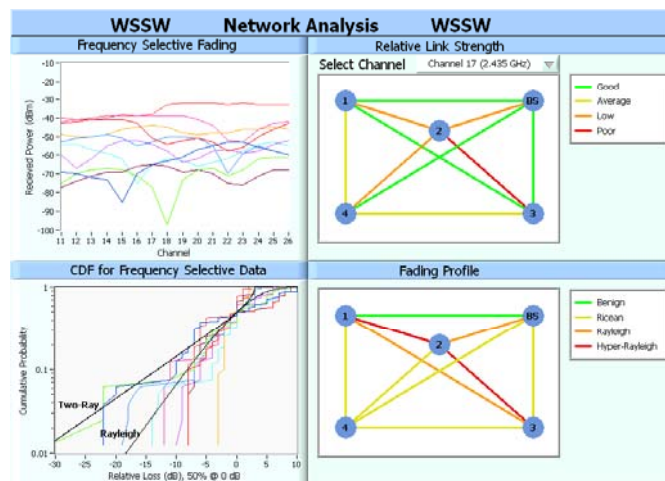 WSSW Network Analysis WSSW
Frequency Selective Fading
Recieved Power (dBm)
-10
-20
-30
-40
-50
-60
-70
-80
-90
-100
11 12 13 14 15 16 17 18 19 20 21 22 23 24 25 26
Channel
Relative Link Strength
Select Channel Channel 17 (2.435 GHz)
1
BS
2
4
3
Good
Average
Low
Poor
CDF for Frequency Selective Data
Cumulative Probability
1
0.1
0.01
Two-Ray
Rayleigh
-30 -25 -20 -15 -10 -5 0 5 10
Relative Loss (dB), 50% @ 0 dB
Fading Profile
1
BS
2
4
3
Benign
Ricean
Rayleigh
Hyper-Rayleigh